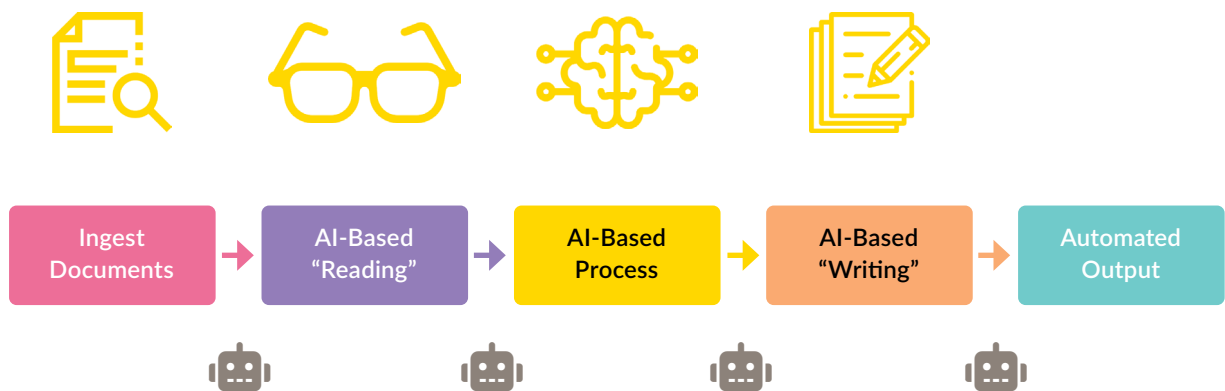 Ingest
Documents
AI-Based
“Reading”
AI-Based
Process
AI-Based
“Writing”
Automated
Output